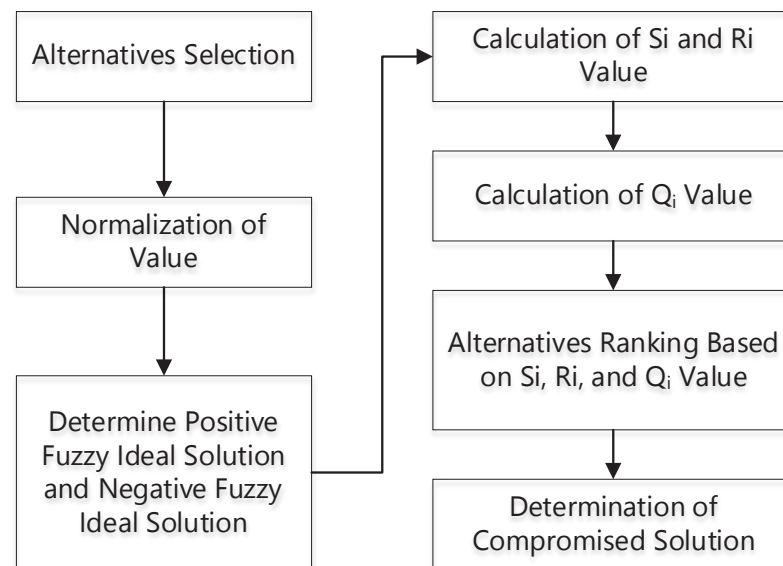 Alternatives Selection
Normalization of
Value
Determine Positive
Fuzzy Ideal Solution
and Negative Fuzzy
Ideal Solution
Calculation of Si and Ri
Value
Calculation of Qᵢ Value
Alternatives Ranking Based
on Si, Ri, and Qᵢ Value
Determination of
Compromised Solution